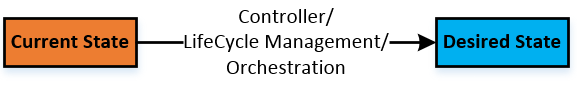 Controller/
Current State
LifeCycle Management/
Desired State
Orchestration